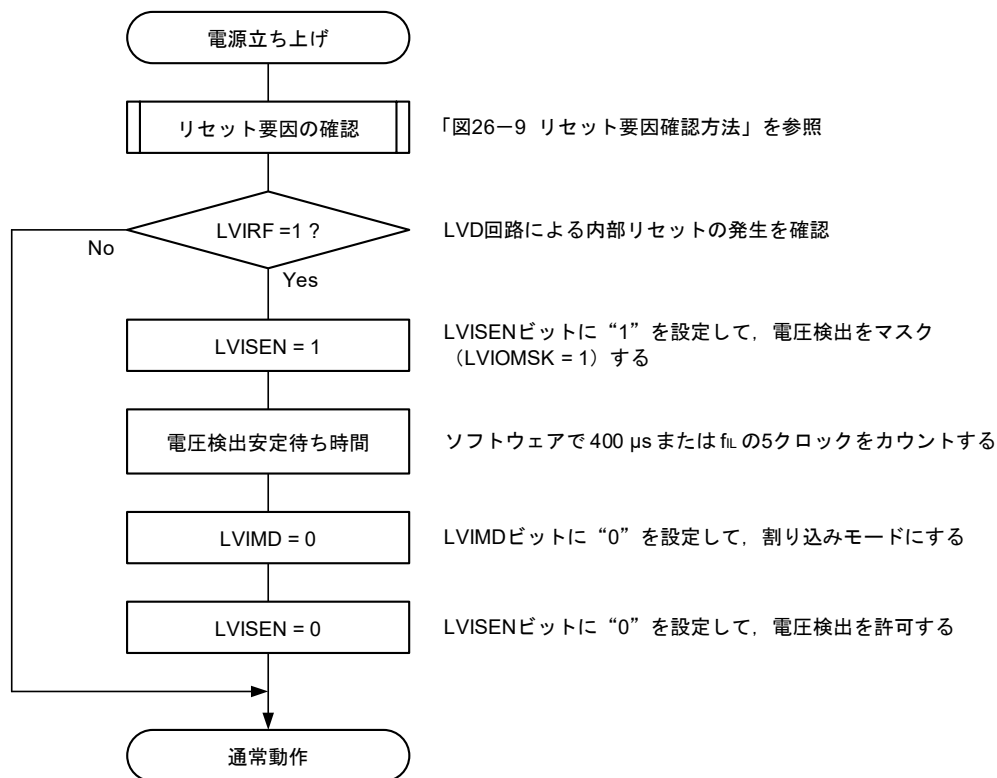 電源立ち上げ
リセット要因の確認
「図26－9 リセット要因確認方法」を参照
LVIRF =1 ?
LVD回路による内部リセットの発生を確認
No
Yes
LVISEN = 1
LVISENビットに“1”を設定して，電圧検出をマスク
（LVIOMSK = 1）する
電圧検出安定待ち時間
ソフトウェアで 400 μs または fIL の5クロックをカウントする
LVIMD = 0
LVIMDビットに“0”を設定して，割り込みモードにする
LVISEN = 0
LVISENビットに“0”を設定して，電圧検出を許可する
通常動作